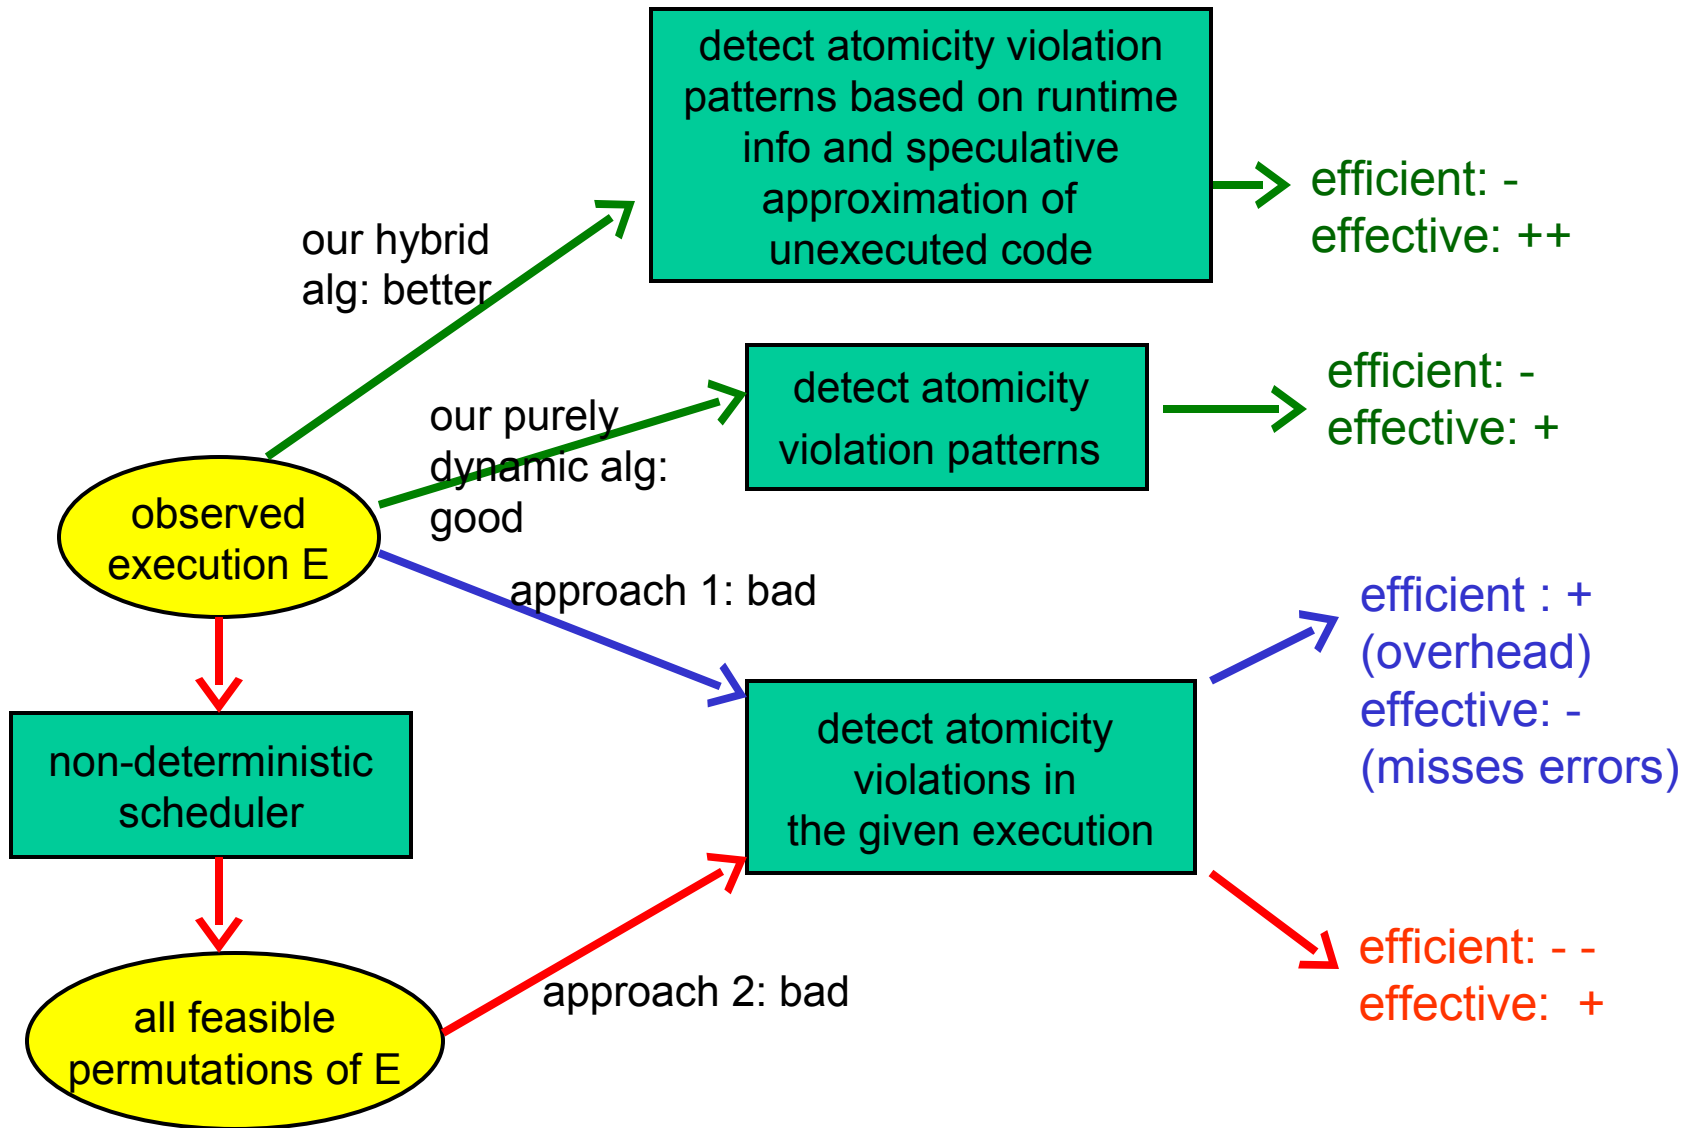 detect atomicity violation
patterns based on runtime
info and speculative
approximation of
unexecuted code
efficient: -
effective: ++
our hybrid
alg: better
detect atomicity
violation patterns
efficient: -
effective: +
our purely
dynamic alg:
good
observed
execution E
approach 1: bad
efficient : +
(overhead)
effective: -
(misses errors)
detect atomicity
violations in
the given execution
non-deterministic
scheduler
efficient: - -
effective:  +
approach 2: bad
all feasible
permutations of E